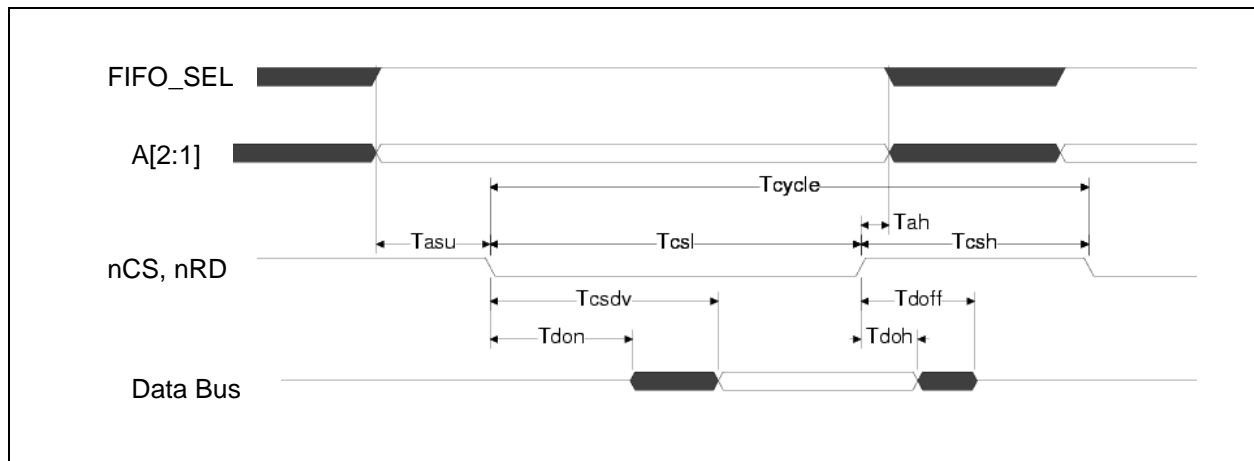 FIFO_SEL
A[2:1]
Tcycle
Tah
Tasu
Tcsl
Tcsh
nCS, nRD
Tcsdv
Tdoff
Tdon
Tdoh
Data Bus